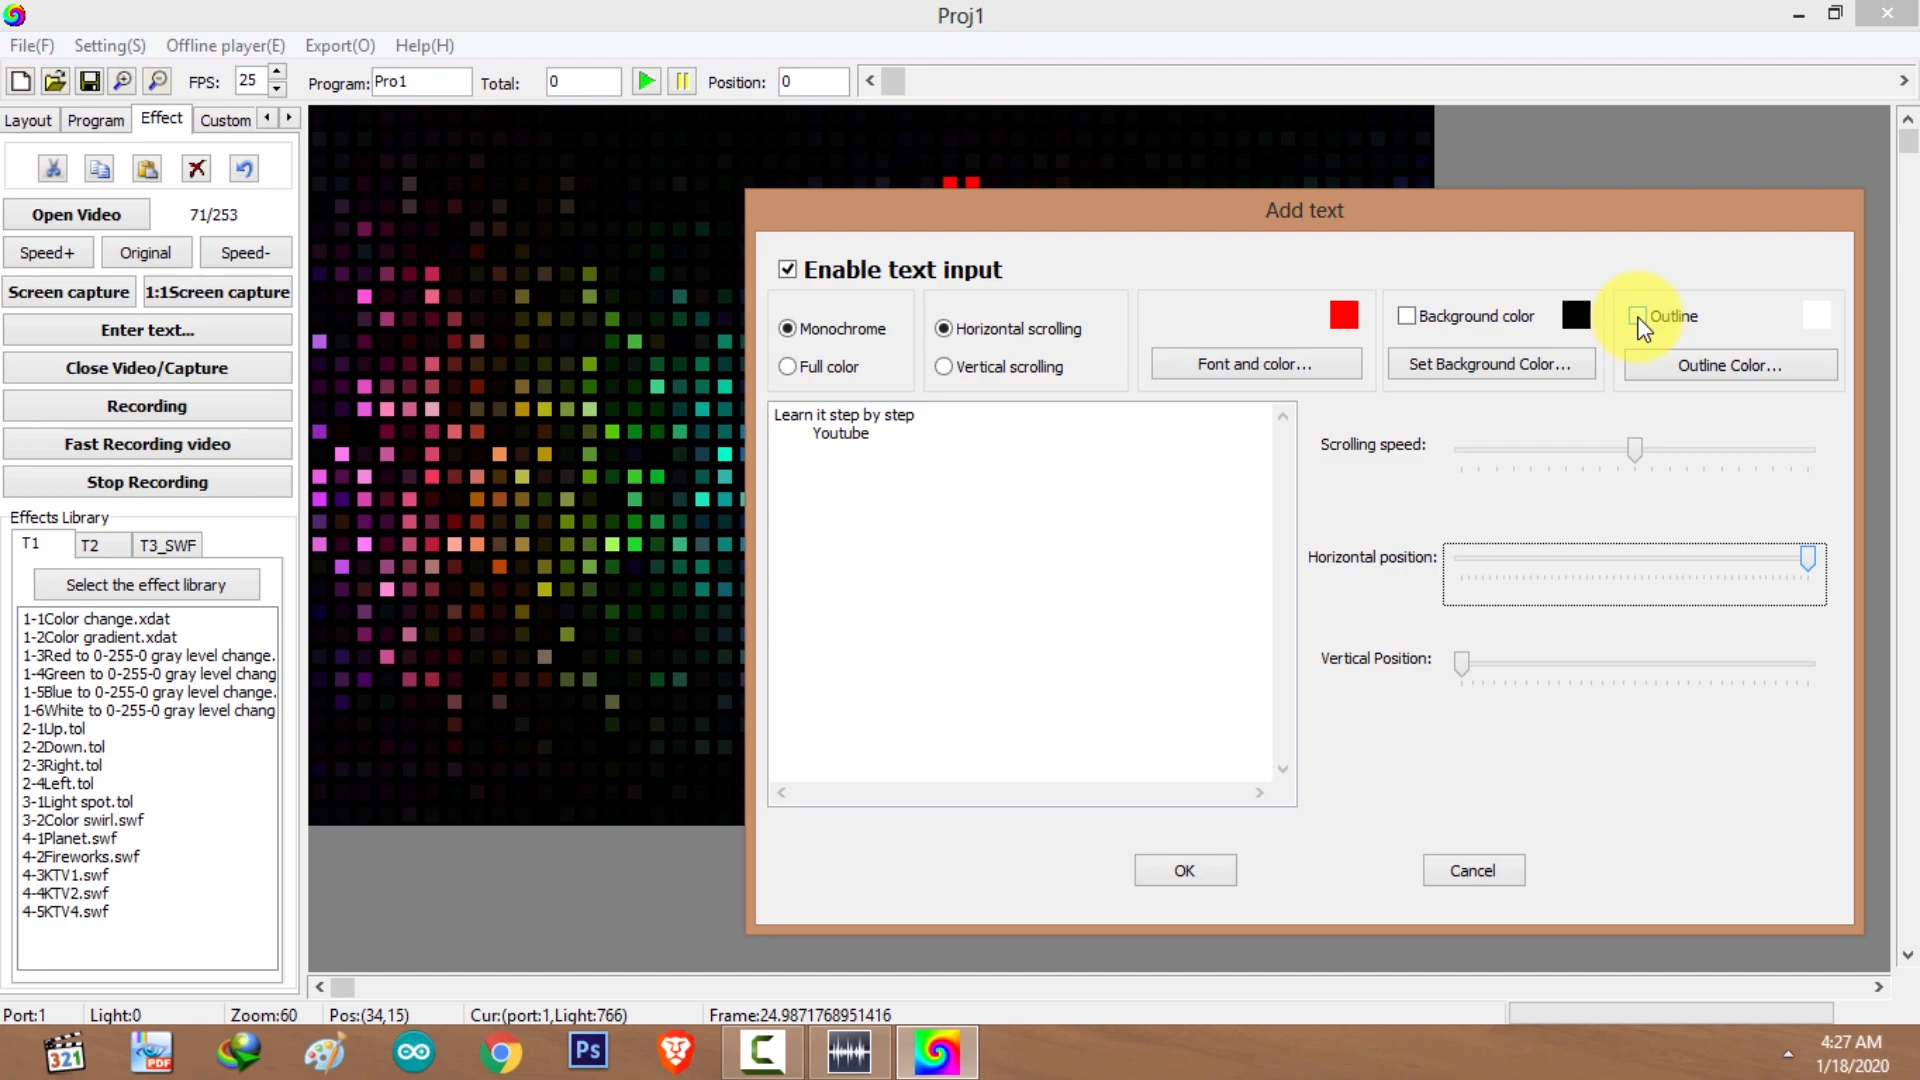 Proj1
File(F) Setting(S) Offline player(E) Export(O) Help(H)
FPS: 25 Program: Pro1 Total: 0 Position: 0
Layout Program Effect Custom
Open Video 71/253
Speed+ Original Speed-
Screen capture 1:1Screen capture
Enter text...
Close Video/Capture
Recording
Fast Recording video
Stop Recording
Effects Library
T1 T2 T3_SWF
Select the effect library
1-1Color change.xdat
1-2Color gradient.xdat
1-3Red to 0-255-0 gray level change.
1-4Green to 0-255-0 gray level chang
1-5Blue to 0-255-0 gray level change.
1-6White to 0-255-0 gray level chang
2-1Up.tol
2-2Down.tol
2-3Right.tol
2-4Left.tol
3-1Light spot.tol
3-2Color swirl.swf
4-1Planet.swf
4-2Fireworks.swf
4-3KTV1.swf
4-4KTV2.swf
4-5KTV4.swf
Add text
Enable text input
Monochrome Horizontal scrolling Background color Outline
Full color Vertical scrolling Font and color... Set Background Color... Outline Color...
Learn it step by step
Youtube
Scrolling speed:
Horizontal position:
Vertical Position:
OK Cancel
Port:1 Light:0 Zoom:60 Pos:(34,15) Cur:(port:1,Light:766) Frame:24.9871768951416
321 PDF Ps C
4:27 AM
1/18/2020